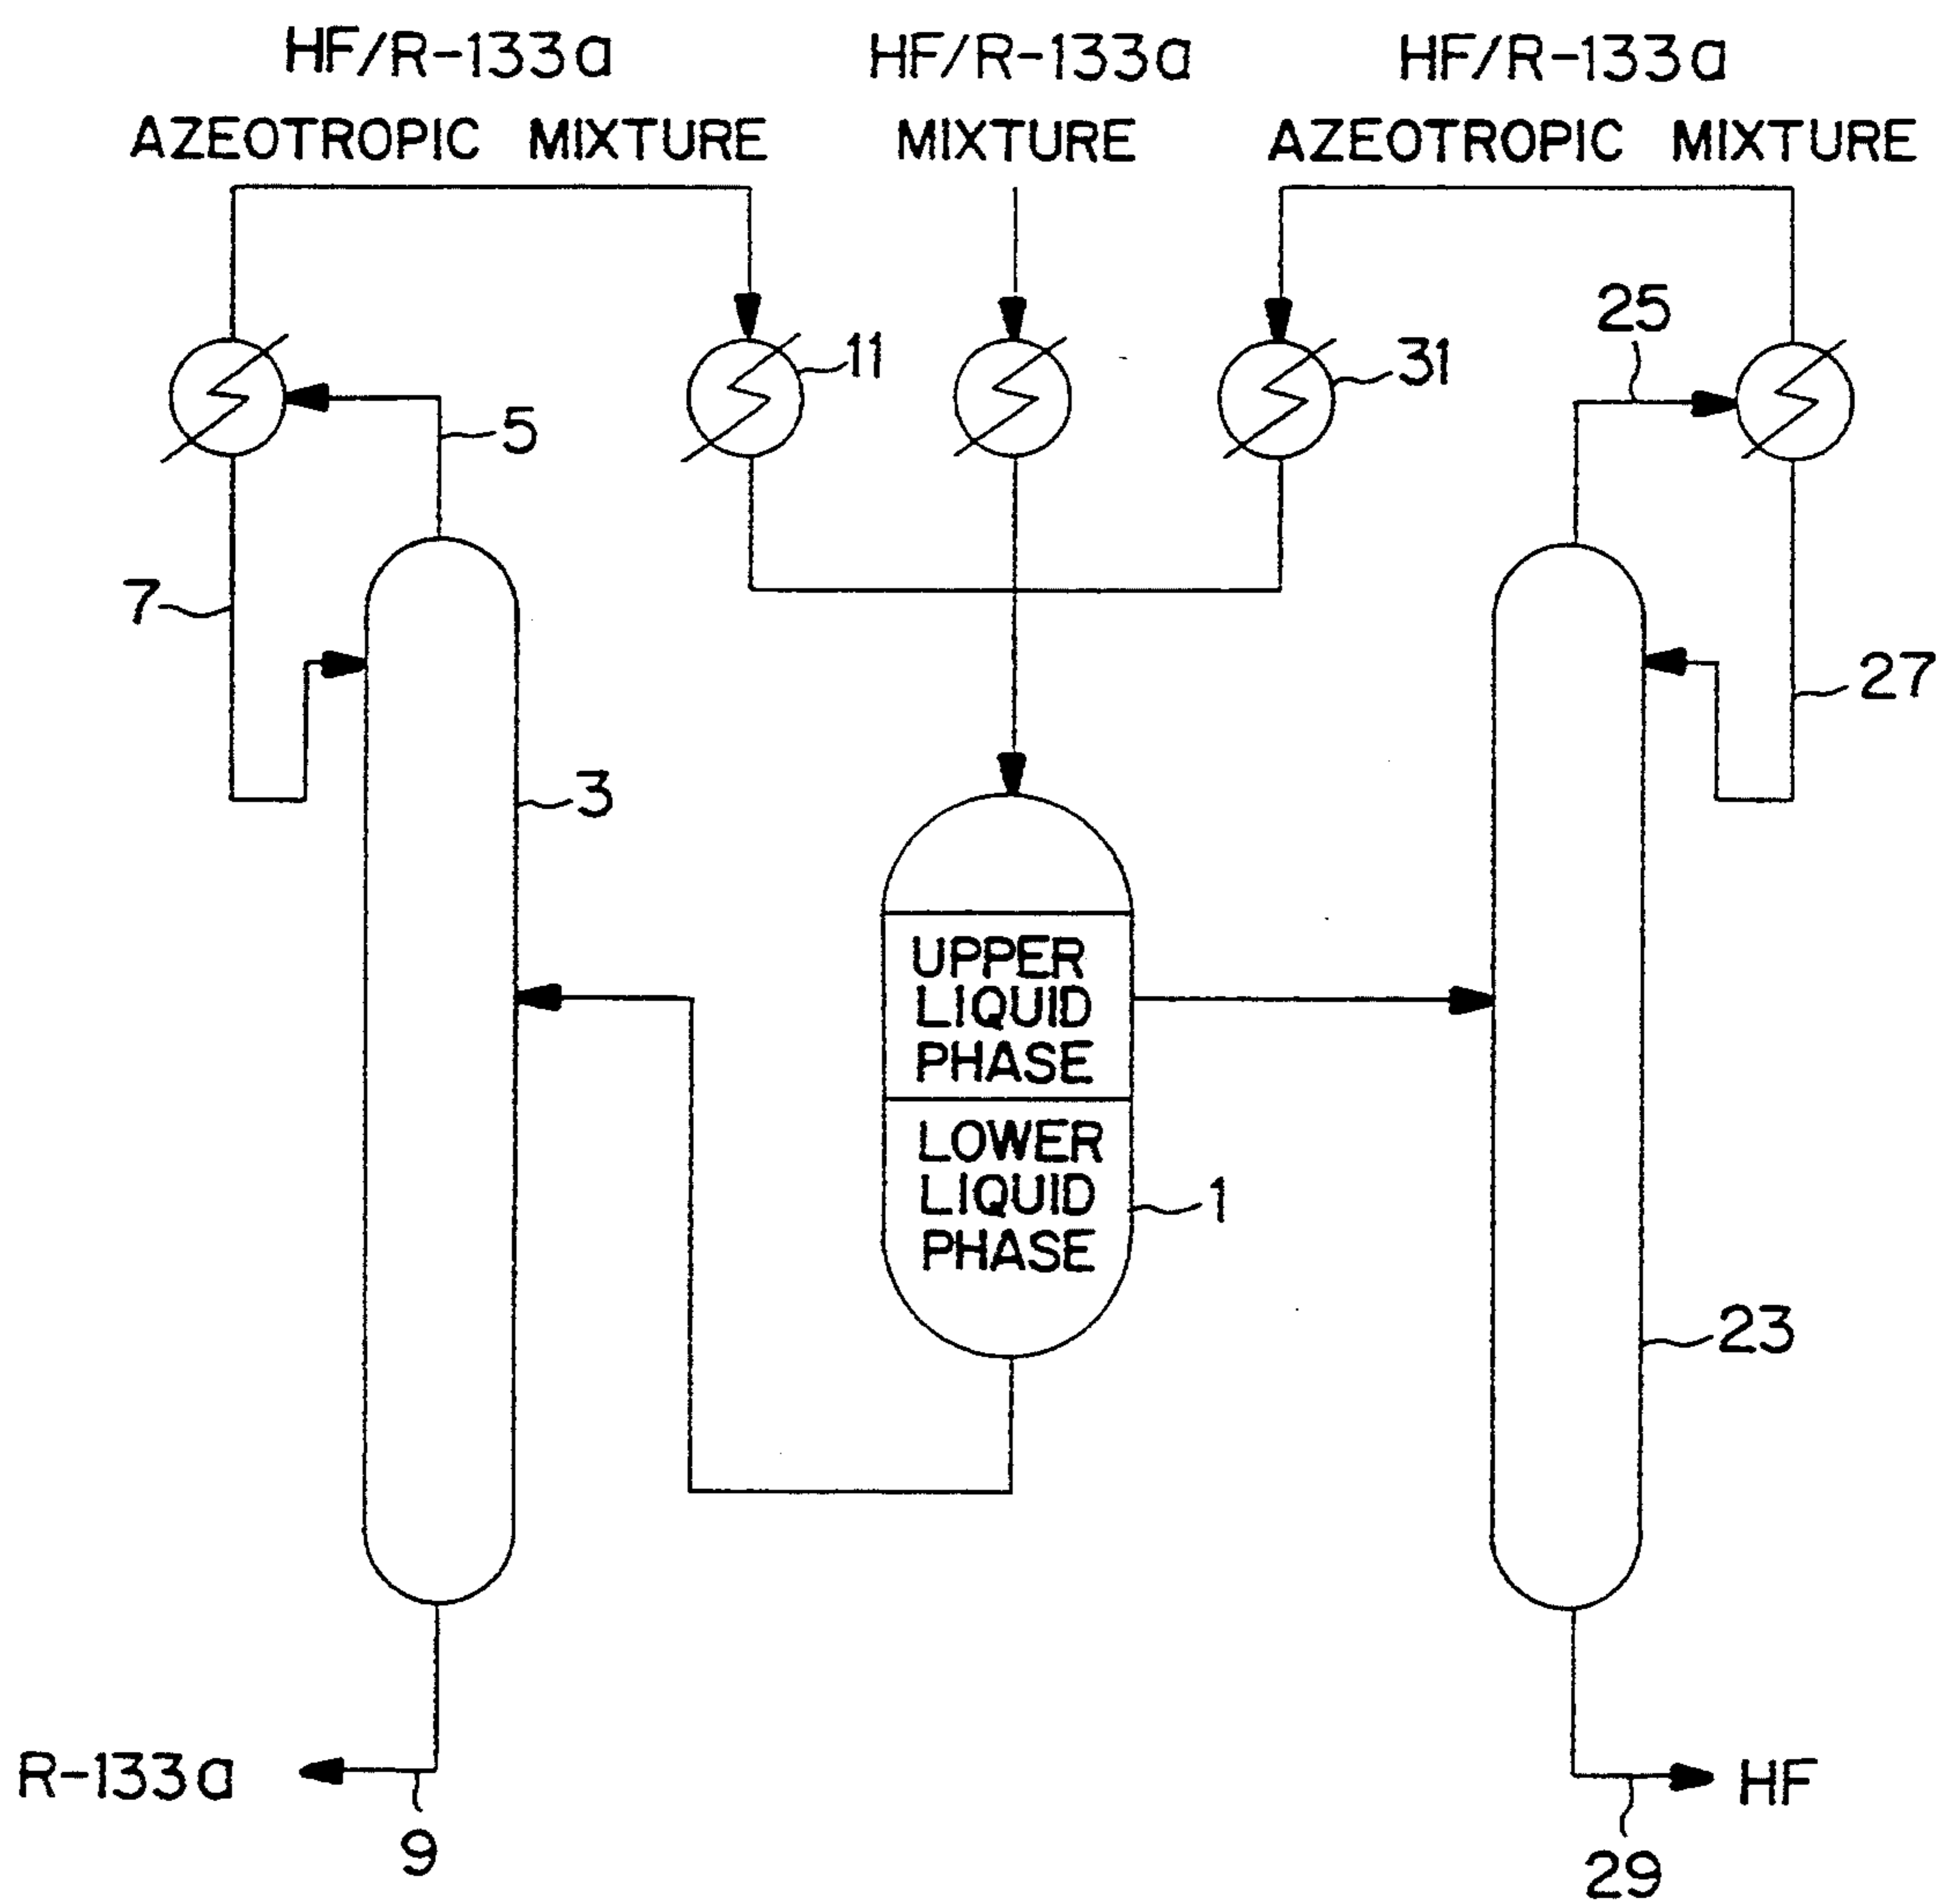 HF/R-133a
AZEOTROPIC MIXTURE
HF/R-133a
MIXTURE
HF/R-133a
AZEOTROPIC MIXTURE
25
11
31
5
7
27
3
UPPER
LIQUID
PHASE
LOWER
LIQUID
PHASE
1
23
R-133a
HF
9
29